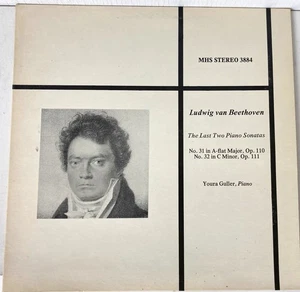 MHS STEREO 3884
Ludwig van Beethoven
The Last Two Piano Sonatas
No. 31 in A-flat Major, Op. 110
No. 32 in C Minor, Op. 111
Youra Guller, Piano